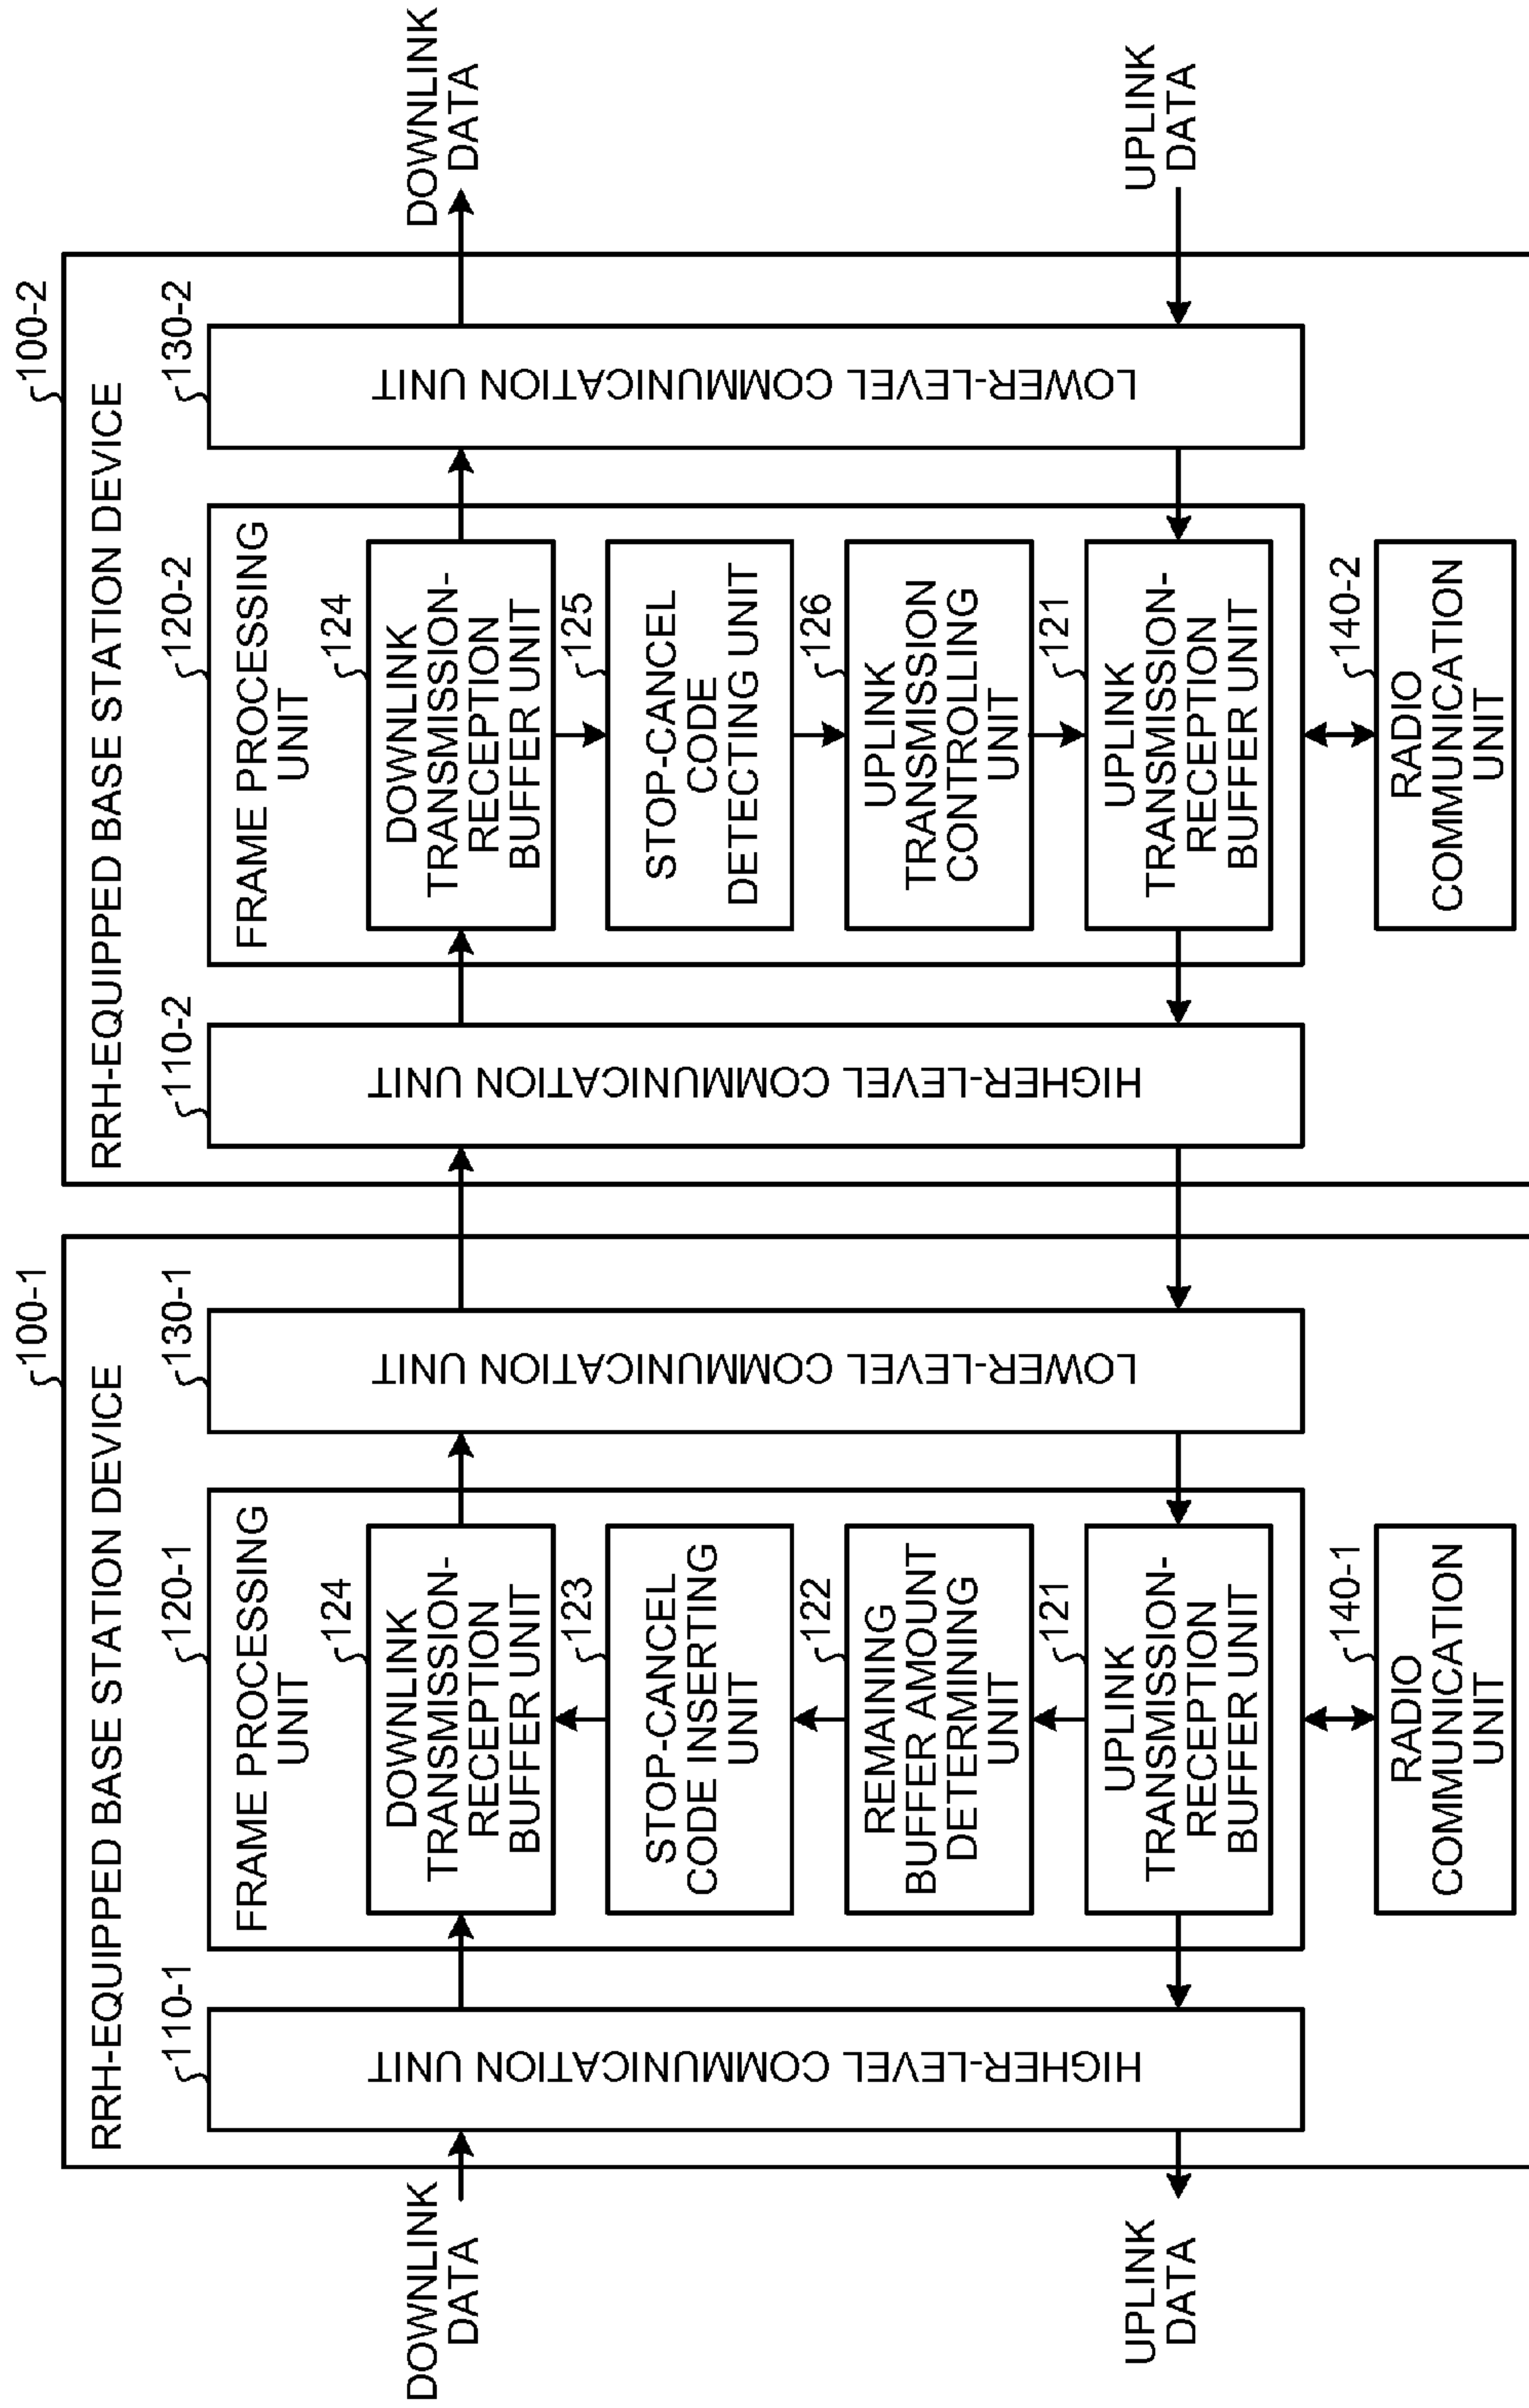 RRH-EQUIPPED BASE STATION DEVICE
100-1
DOWNLINK
DATA
UPLINK
DATA
110-1
HIGHER-LEVEL COMMUNICATION UNIT
120-1
FRAME PROCESSING
UNIT
124
DOWNLINK
TRANSMISSION-
RECEPTION
BUFFER UNIT
123
STOP-CANCEL
CODE INSERTING
UNIT
122
REMAINING
BUFFER AMOUNT
DETERMINING
UNIT
121
UPLINK
TRANSMISSION-
RECEPTION
BUFFER UNIT
140-1
RADIO
COMMUNICATION
UNIT
130-1
LOWER-LEVEL COMMUNICATION UNIT
RRH-EQUIPPED BASE STATION DEVICE
100-2
110-2
HIGHER-LEVEL COMMUNICATION UNIT
120-2
FRAME PROCESSING
UNIT
124
DOWNLINK
TRANSMISSION-
RECEPTION
BUFFER UNIT
125
STOP-CANCEL
CODE
DETECTING UNIT
126
UPLINK
TRANSMISSION
CONTROLLING
UNIT
121
UPLINK
TRANSMISSION-
RECEPTION
BUFFER UNIT
140-2
RADIO
COMMUNICATION
UNIT
130-2
LOWER-LEVEL COMMUNICATION UNIT
DOWNLINK
DATA
UPLINK
DATA